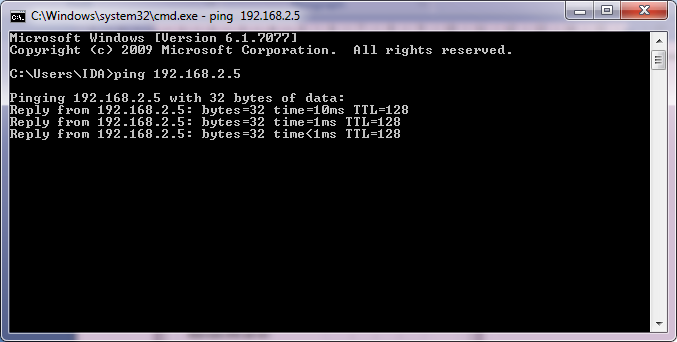 C:\Windows\system32\cmd.exe - ping  192.168.2.5
Microsoft Windows [Version 6.1.7077]
Copyright (c) 2009 Microsoft Corporation.  All rights reserved.
C:\Users\IDA>ping 192.168.2.5
Pinging 192.168.2.5 with 32 bytes of data:
Reply from 192.168.2.5: bytes=32 time=10ms TTL=128
Reply from 192.168.2.5: bytes=32 time=1ms TTL=128
Reply from 192.168.2.5: bytes=32 time<1ms TTL=128